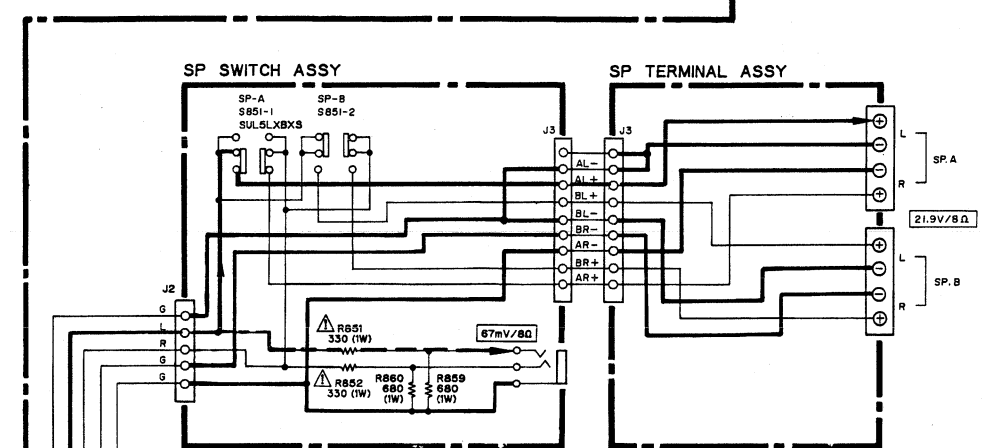 SP SWITCH ASSY
SP TERMINAL ASSY
SP-A
S851-1
SUL5LXBXS
SP-B
S851-2
J3
J3
AL-
AL+
BL+
BL-
BR-
AR-
BR+
AR+
L
R
SP.A
21.9V/8Ω
L
R
SP.B
J2
G
L
R
G
G
R851
330 (1W)
67mV/8Ω
R852
330 (1W)
R860
680
(1W)
R859
680
(1W)